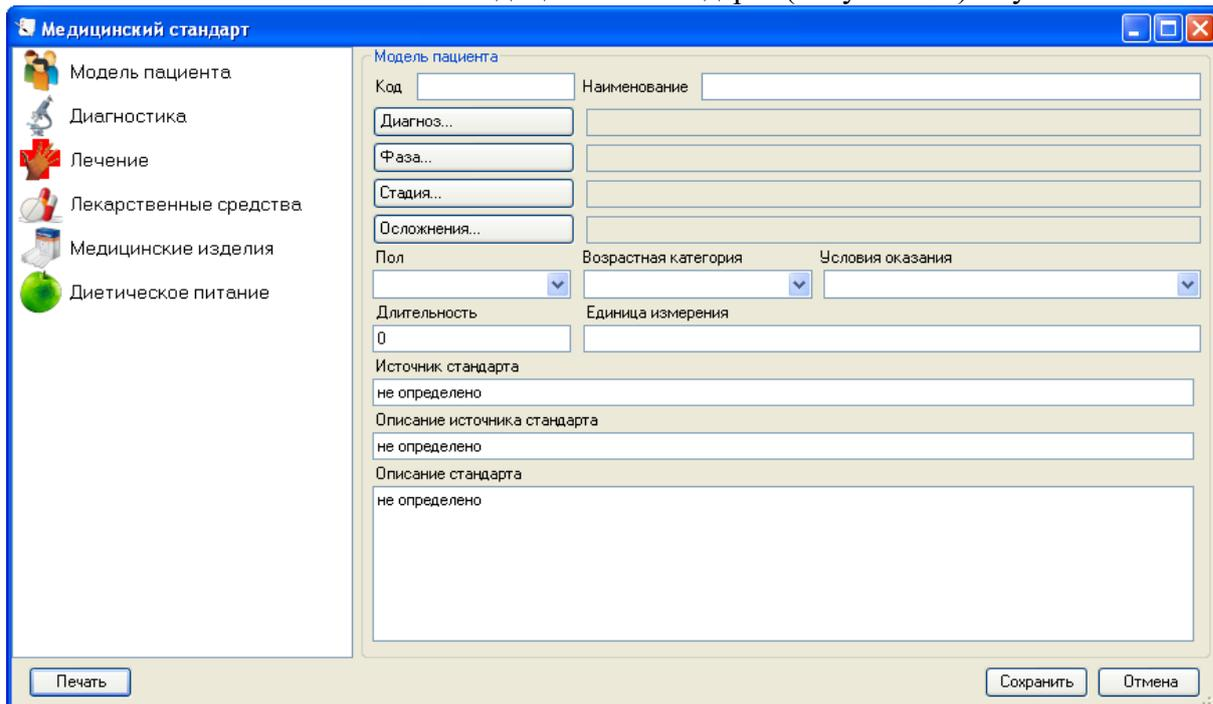 Медицинский стандарт
Модель пациента
Диагностика
Лечение
Лекарственные средства
Медицинские изделия
Диетическое питание
Модель пациента
Код Наименование
Диагноз...
Фаза...
Стадия...
Осложнения...
Пол Возрастная категория Условия оказания
Длительность Единица измерения
0
Источник стандарта
не определено
Описание источника стандарта
не определено
Описание стандарта
не определено
Печать Сохранить Отмена